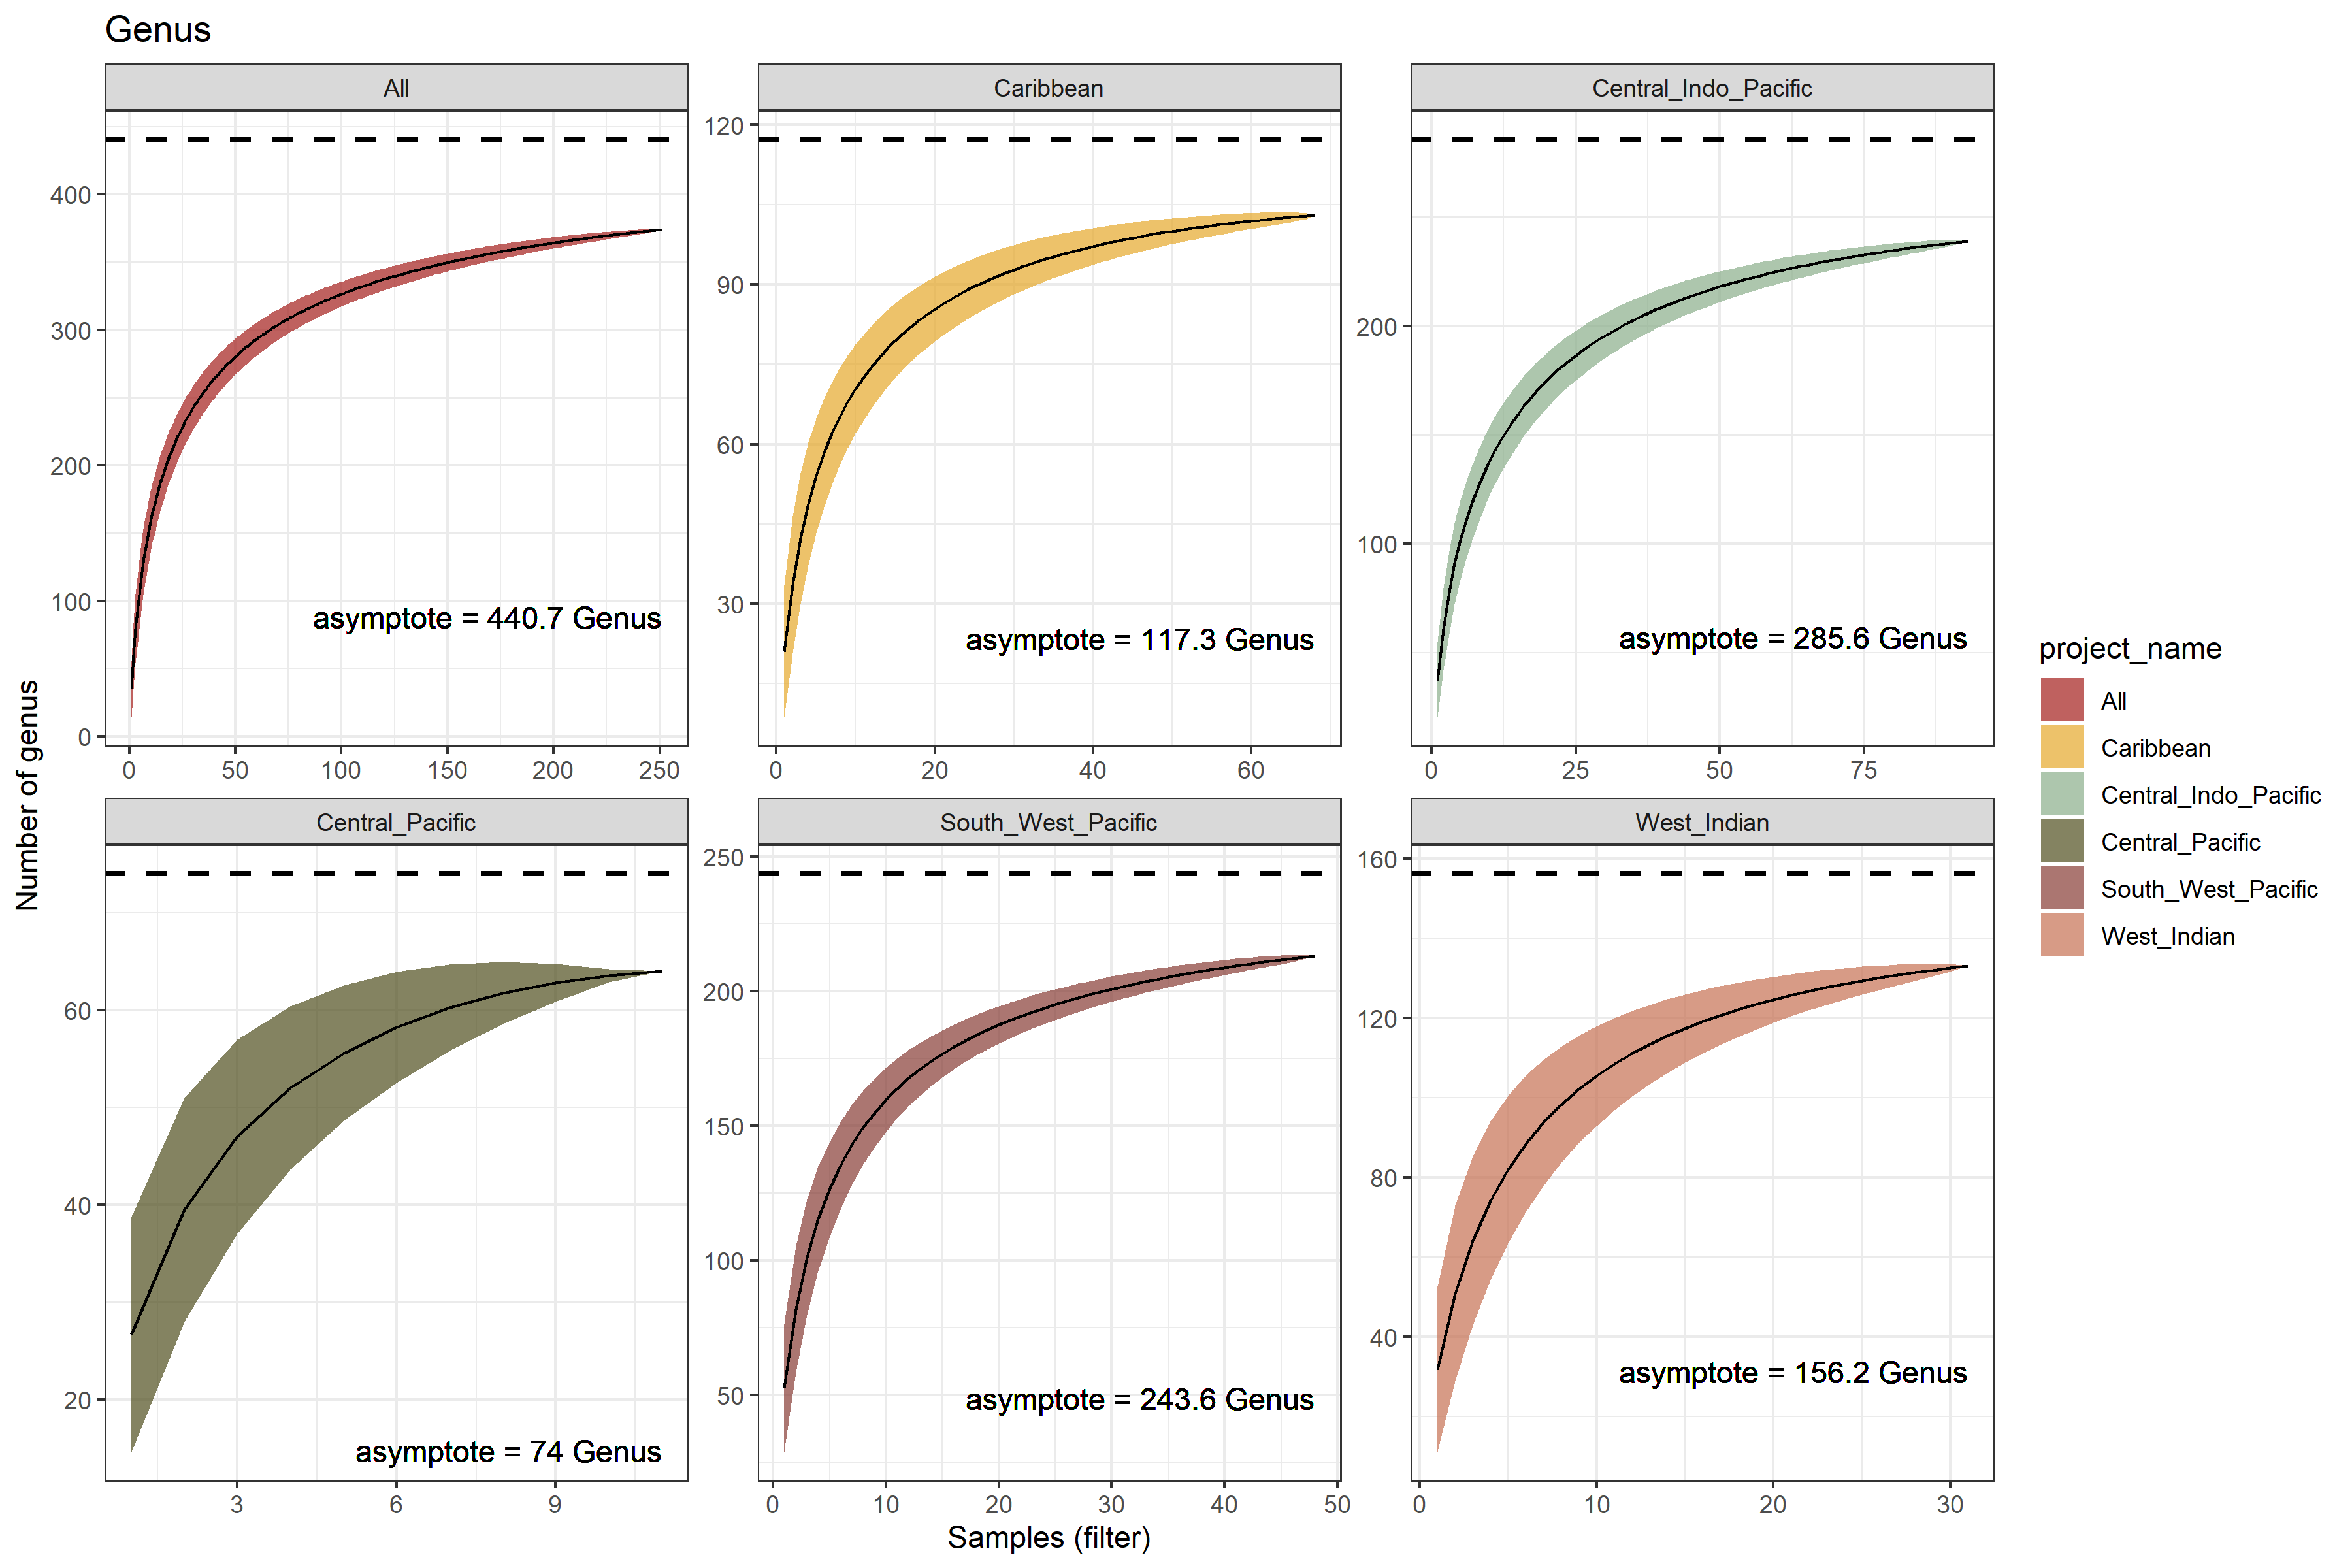 Genus
All
Caribbean
Central_Indo_Pacific
400
300
200
100
0
asymptote = 440.7 Genus
0 50 100 150 200 250
120
90
60
30
asymptote = 117.3 Genus
0 20 40 60
200
100
asymptote = 285.6 Genus
0 25 50 75
Number of genus
Central_Pacific
South_West_Pacific
West_Indian
60
40
20
asymptote = 74 Genus
3 6 9
250
200
150
100
50
asymptote = 243.6 Genus
0 10 20 30 40 50
160
120
80
40
asymptote = 156.2 Genus
0 10 20 30
Samples (filter)
project_name
All
Caribbean
Central_Indo_Pacific
Central_Pacific
South_West_Pacific
West_Indian